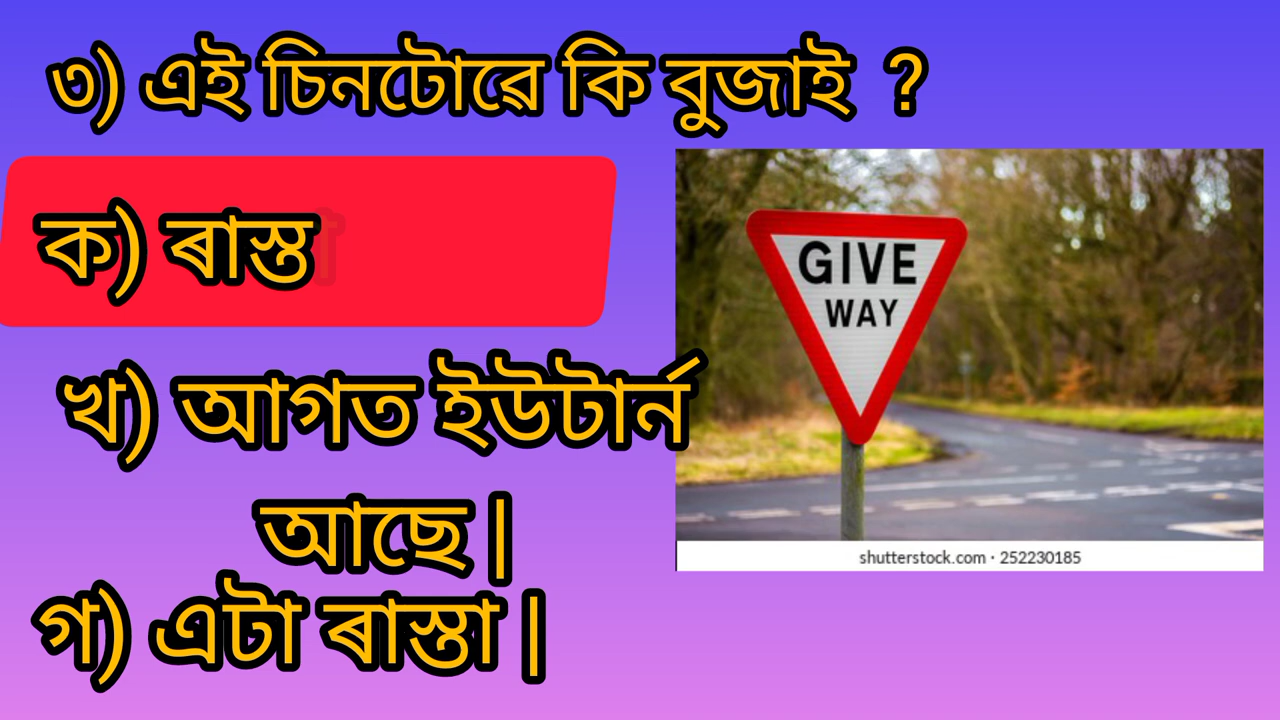 ৩) এই চিনটোৱে কি বুজাই ?
ক) ৰাস্তা
খ) আগত ইউটাৰ্ন
আছে |
গ) এটা ৰাস্তা |
GIVE
WAY
shutterstock.com · 252230185